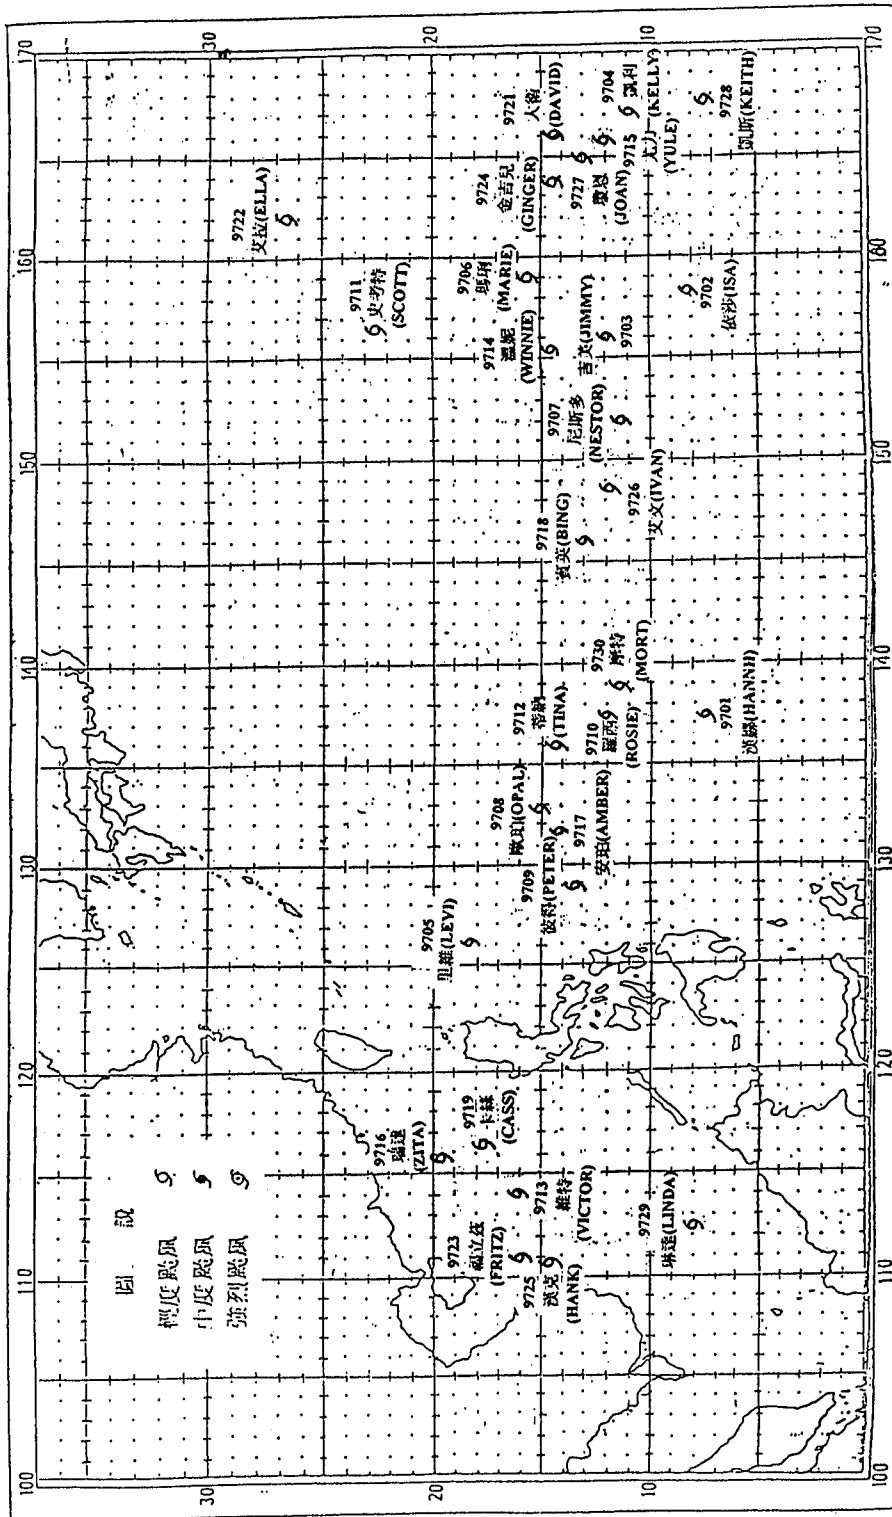 100
110
120
130
140
150
160
170
30
30
20
20
10
10
100
110
120
130
140
150
160
170
圖 說
輕度颱風
中度颱風
強烈颱風
9722
艾拉(ELLA)
9711
史考特
(SCOTT)
9721
大衛
(DAVID)
9724
金吉兒
(GINGER)
9706
瑪琍
(MARIE)
9714
溫妮
(WINNIE)
9704
凱利
(KELLY)
9715
尤力
(YULE)
9727
瓊恩
(JOAN)
9728
凱斯(KEITH)
9702
依莎(ISA)
吉美(JIMMY)
9703
9707
尼斯多
(NESTOR)
9726
艾文(IVAN)
9718
賓英(BING)
9730
摩特
(MORT)
9712
蒂納
(TINA)
9710
羅西
(ROSIE)
9701
漢娜(HANNH)
9708
歐珀(OPAL)
9709
彼得(PETER)
9717
安珀(AMBER)
9705
里維(LEVI)
9716
瑞達
(ZITA)
9719
卡絲
(CASS)
9713
維特
(VICTOR)
9723
福立茲
(FRITZ)
9725
漢克
(HANK)
9729
琳達(LINDA)